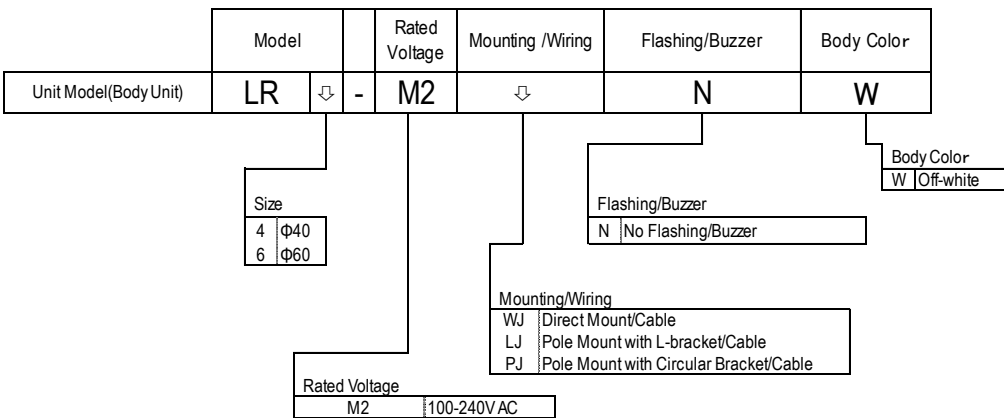 Model Rated Voltage Mounting /Wiring Flashing/Buzzer Body Color
Unit Model(Body Unit) LR ⇩ - M2 ⇩ N W
Body Color
W Off-white
Size
4 Φ40
6 Φ60
Flashing/Buzzer
N No Flashing/Buzzer
Mounting/Wiring
WJ Direct Mount/Cable
LJ Pole Mount with L-bracket/Cable
PJ Pole Mount with Circular Bracket/Cable
Rated Voltage
M2 100-240V AC